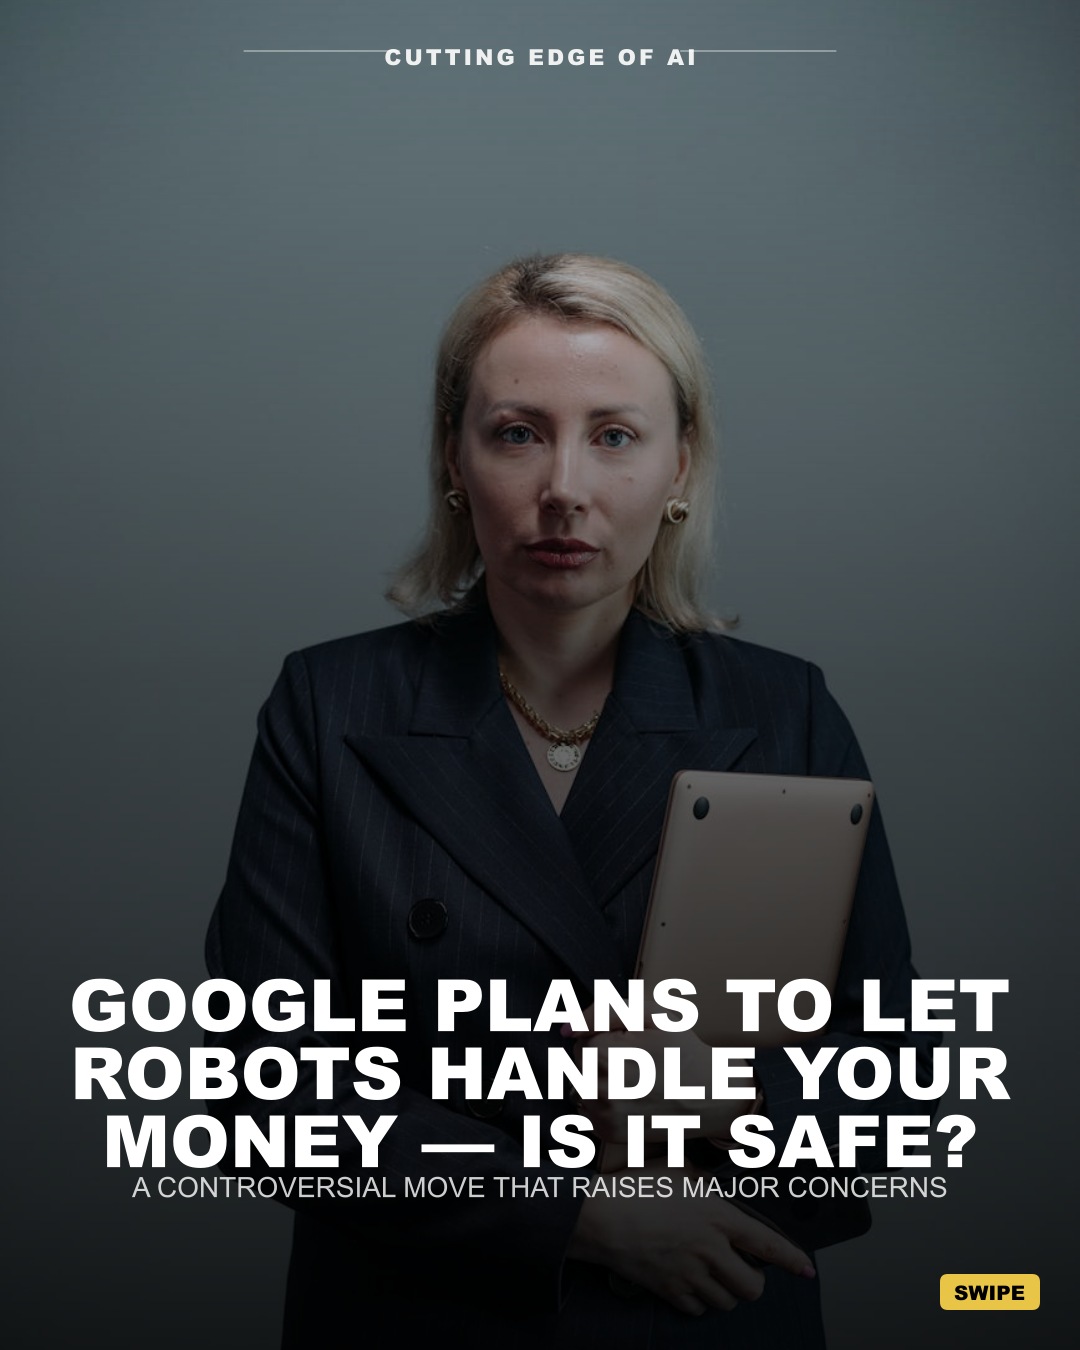 CUTTING EDGE OF AI
GOOGLE PLANS TO LET
ROBOTS HANDLE YOUR
MONEY — IS IT SAFE?
A CONTROVERSIAL MOVE THAT RAISES MAJOR CONCERNS
SWIPE